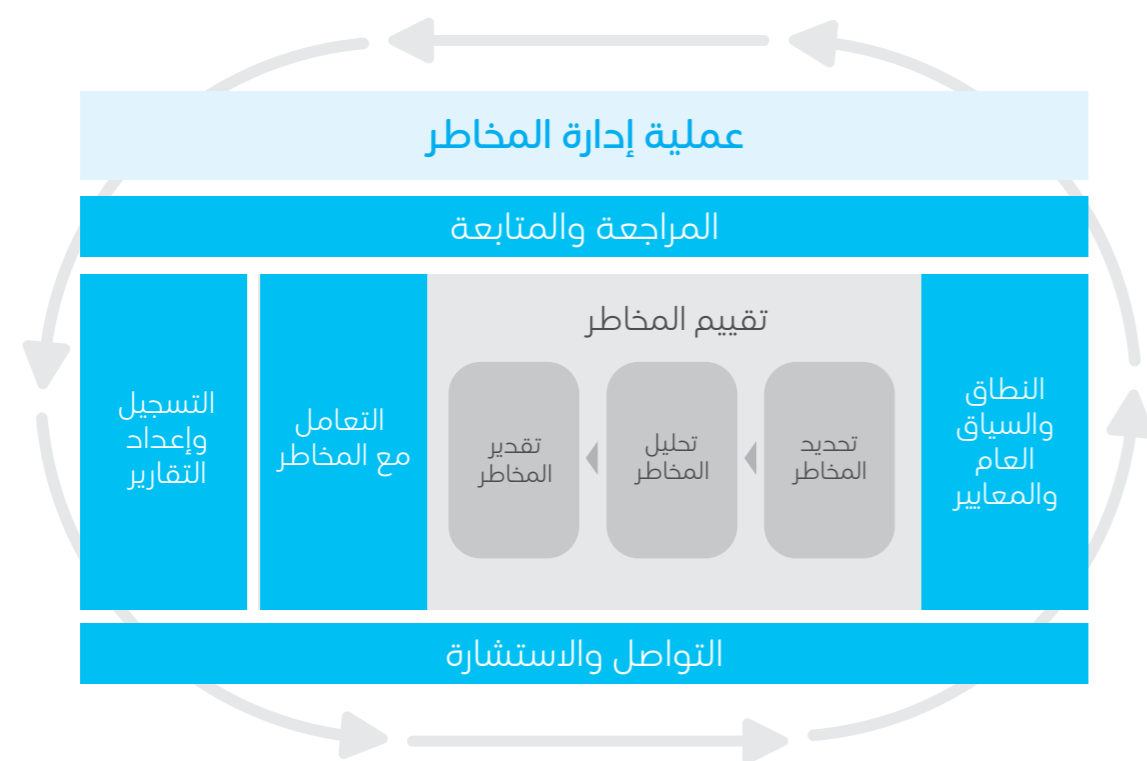 عملية إدارة المخاطر
المراجعة والمتابعة
النطاق
والسياق
العام
والمعايير
تقييم المخاطر
تحديد
المخاطر
تحليل
المخاطر
تقدير
المخاطر
التعامل
مع المخاطر
التسجيل
وإعداد
التقارير
التواصل والاستشارة